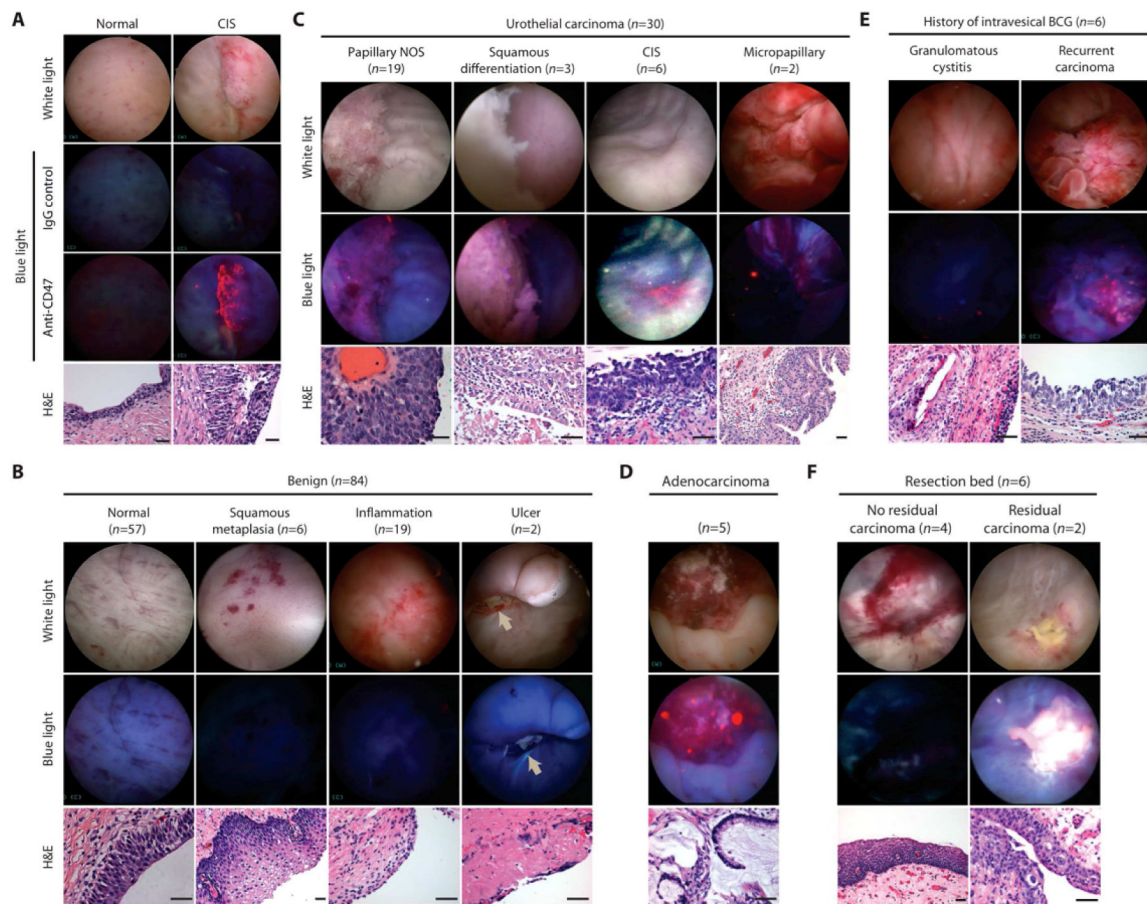 A
Normal
CIS
White light
Blue light
IgG control
Anti-CD47
H&E
C
Urothelial carcinoma (n=30)
Papillary NOS
(n=19)
Squamous
differentiation (n=3)
CIS
(n=6)
Micropapillary
(n=2)
White light
Blue light
H&E
E
History of intravesical BCG (n=6)
Granulomatous
cystitis
Recurrent
carcinoma
B
Benign (n=84)
Normal
(n=57)
Squamous
metaplasia (n=6)
Inflammation
(n=19)
Ulcer
(n=2)
White light
Blue light
H&E
D
Adenocarcinoma
(n=5)
F
Resection bed (n=6)
No residual
carcinoma (n=4)
Residual
carcinoma (n=2)